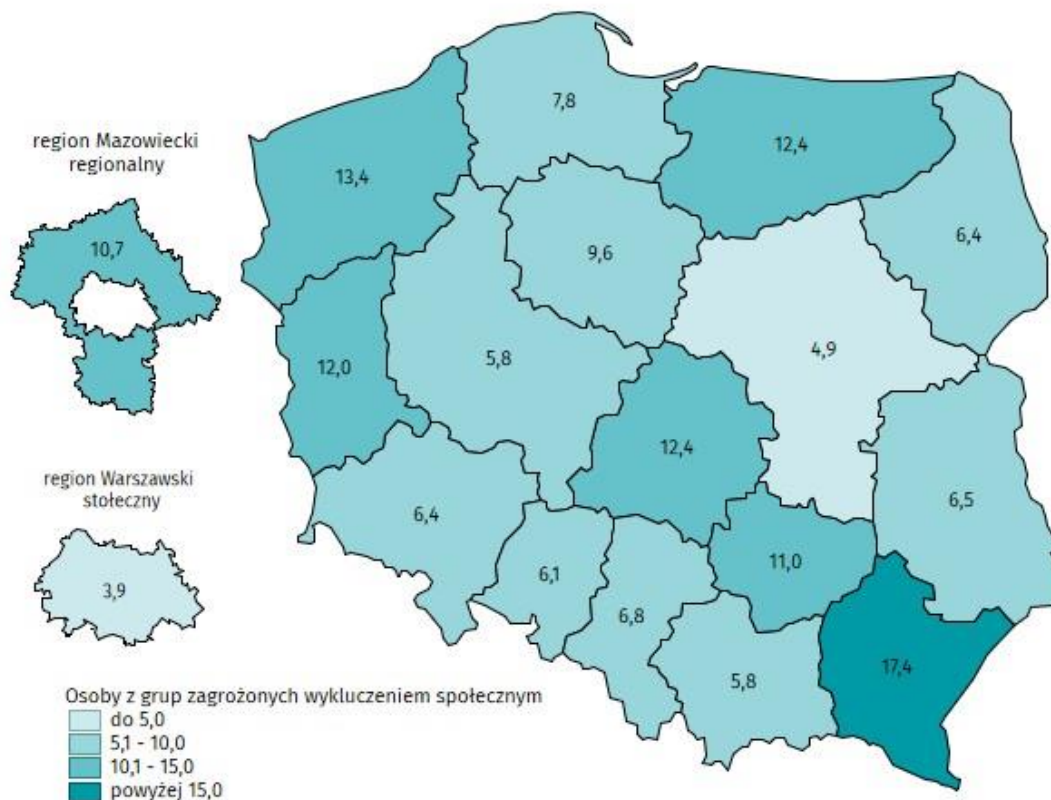 7,8
region Mazowiecki
regionalny
12,4
13,4
10,7
6,4
9,6
4,9
5,8
12,0
12,4
region Warszawski
stołeczny
6,4
6,5
11,0
6,1
3,9
6,8
17,4
5,8
Osoby z grup zagrożonych wykluczeniem społecznym
do 5,0
5,1 - 10,0
10,1 - 15,0
powyżej 15,0